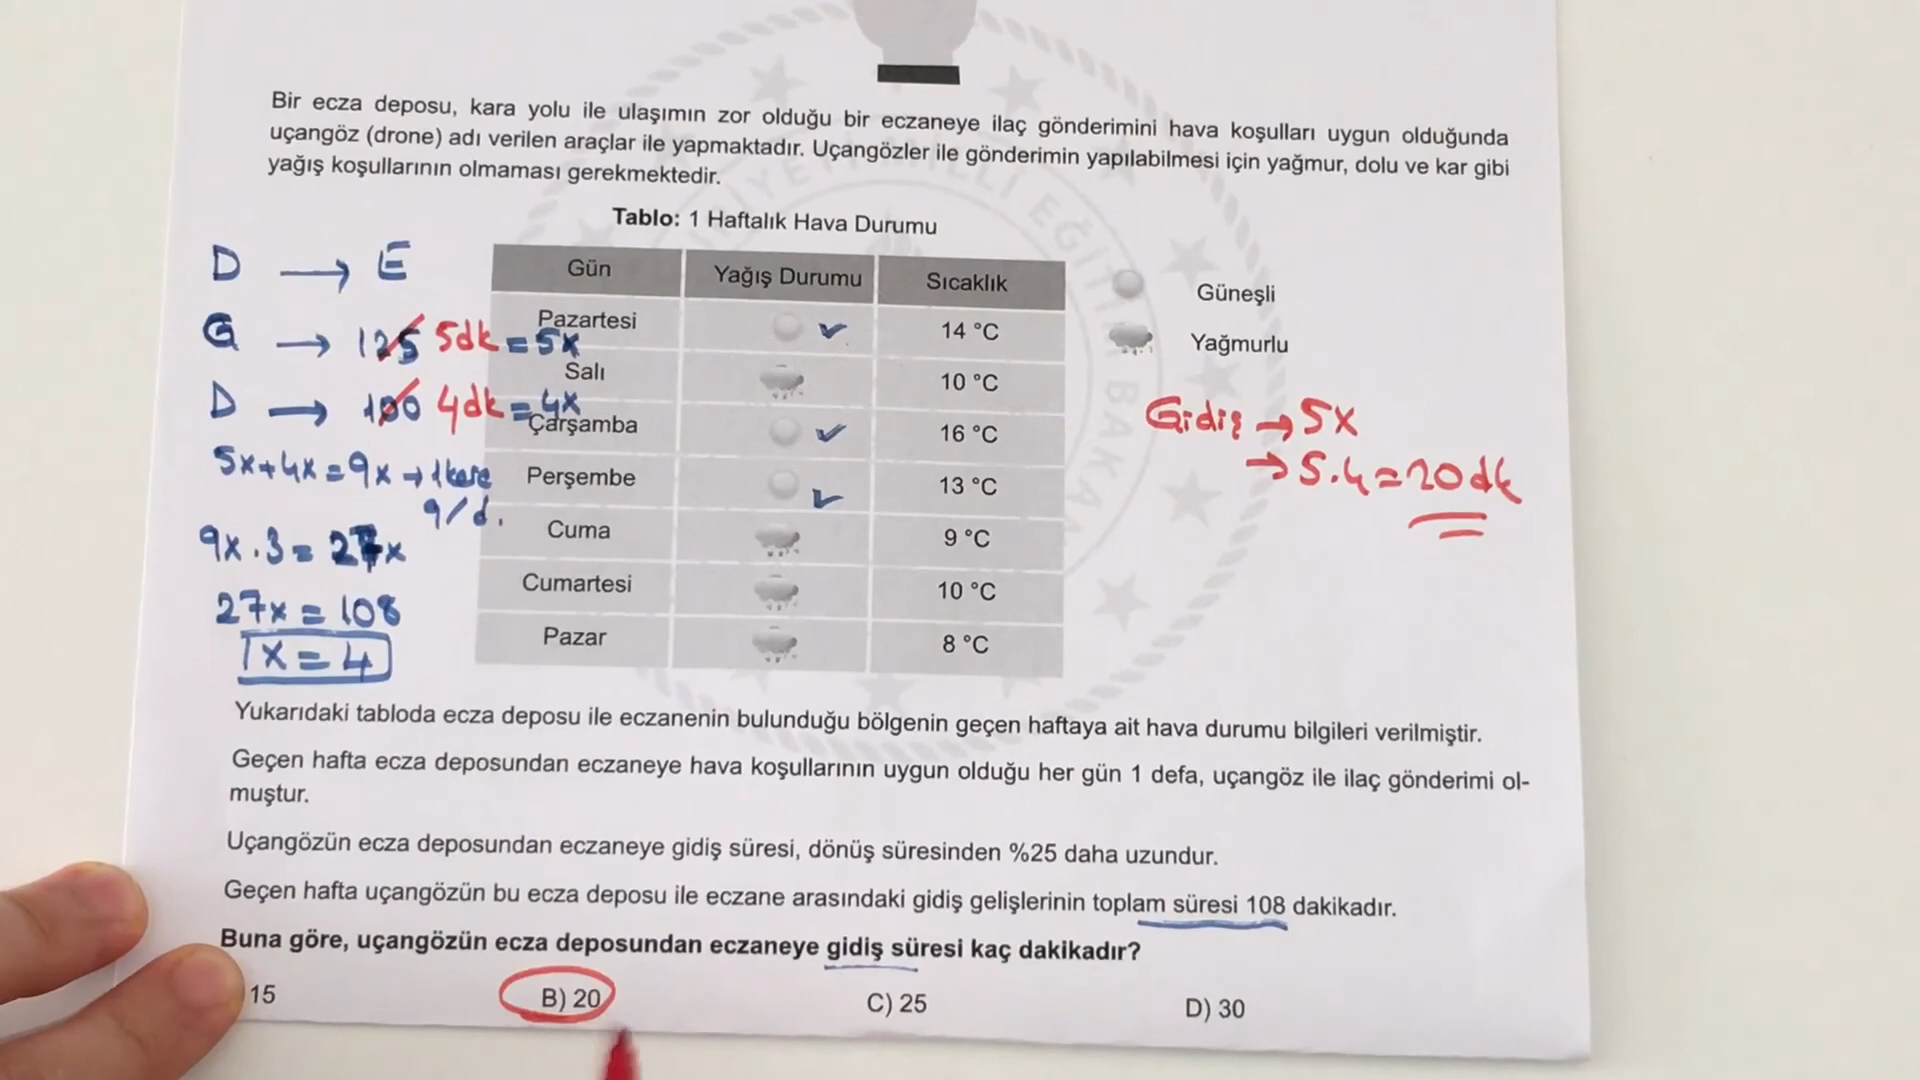 Bir ecza deposu, kara yolu ile ulaşımın zor olduğu bir eczaneye ilaç gönderimini hava koşulları uygun olduğunda
uçangöz (drone) adı verilen araçlar ile yapmaktadır. Uçangözler ile gönderimin yapılabilmesi için yağmur, dolu ve kar gibi
yağış koşullarının olmaması gerekmektedir.
Tablo: 1 Haftalık Hava Durumu
Gün Yağış Durumu Sıcaklık
Pazartesi 14 °C
Salı 10 °C
Çarşamba 16 °C
Perşembe 13 °C
Cuma 9 °C
Cumartesi 10 °C
Pazar 8 °C
Güneşli
Yağmurlu
D → E
G → 125 5dk = 5x
D → 100 4dk = 4x
5x+4x=9x → 1 kere
g/d.
9x.3= 27x
27x = 108
x = 4
Gidiş → 5x
→ 5.4=20dk
Yukarıdaki tabloda ecza deposu ile eczanenin bulunduğu bölgenin geçen haftaya ait hava durumu bilgileri verilmiştir.
Geçen hafta ecza deposundan eczaneye hava koşullarının uygun olduğu her gün 1 defa, uçangöz ile ilaç gönderimi ol-
muştur.
Uçangözün ecza deposundan eczaneye gidiş süresi, dönüş süresinden %25 daha uzundur.
Geçen hafta uçangözün bu ecza deposu ile eczane arasındaki gidiş gelişlerinin toplam süresi 108 dakikadır.
Buna göre, uçangözün ecza deposundan eczaneye gidiş süresi kaç dakikadır?
15 B) 20 C) 25 D) 30